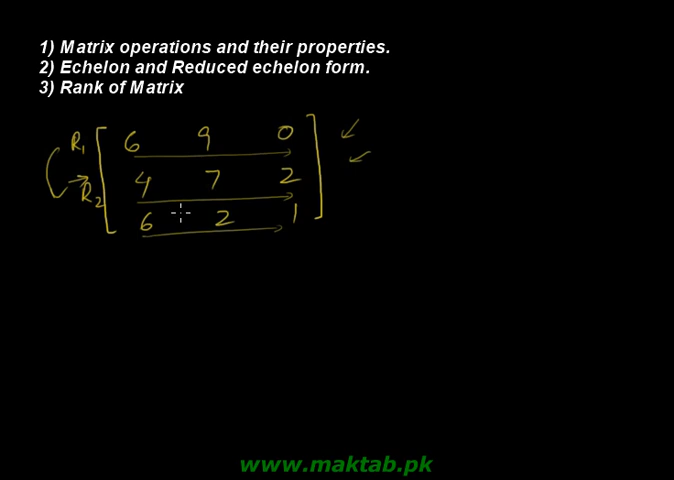 1) Matrix operations and their properties.
2) Echelon and Reduced echelon form.
3) Rank of Matrix
R1 6 9 0
R2 4 7 2
6 2 1
www.maktab.pk